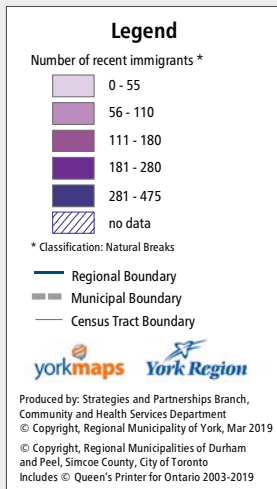 Legend
Number of recent immigrants *
0 - 55
56 - 110
111 - 180
181 - 280
281 - 475
no data
* Classification: Natural Breaks
Regional Boundary
Municipal Boundary
Census Tract Boundary
yorkmaps York Region
Produced by: Strategies and Partnerships Branch,
Community and Health Services Department
© Copyright, Regional Municipality of York, Mar 2019
© Copyright, Regional Municipalities of Durham
and Peel, Simcoe County, City of Toronto
Includes © Queen's Printer for Ontario 2003-2019